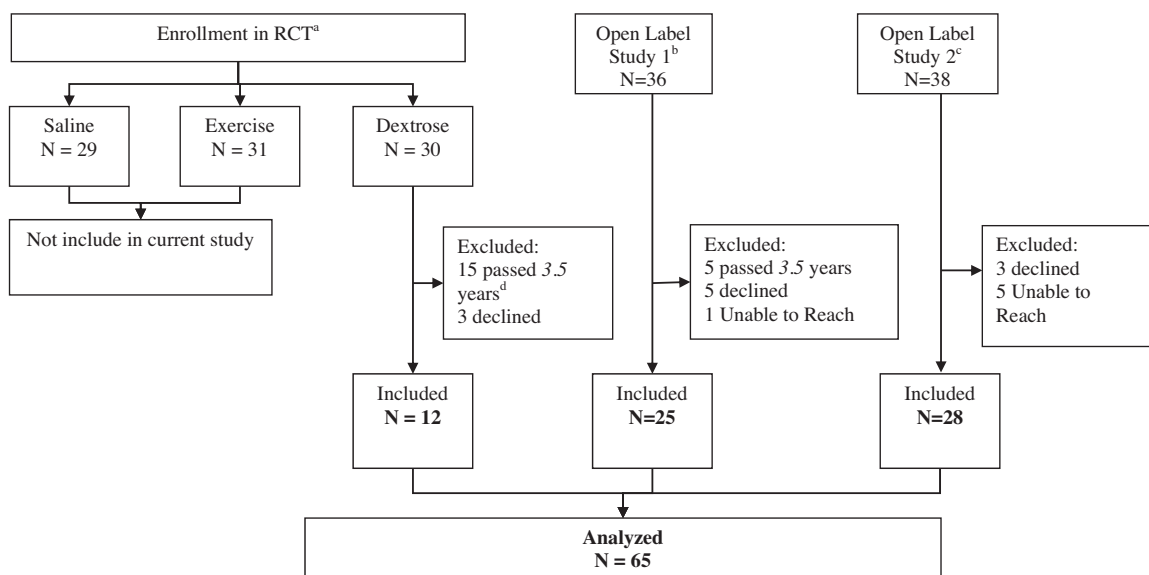 Enrollment in RCTᵃ
Open Label
Study 1ᵇ
N=36
Open Label
Study 2ᶜ
N=38
Saline
N = 29
Exercise
N = 31
Dextrose
N = 30
Not include in current study
Excluded:
15 passed 3.5
yearsᵈ
3 declined
Excluded:
5 passed 3.5 years
5 declined
1 Unable to Reach
Excluded:
3 declined
5 Unable to
Reach
Included
N = 12
Included
N=25
Included
N=28
Analyzed
N = 65